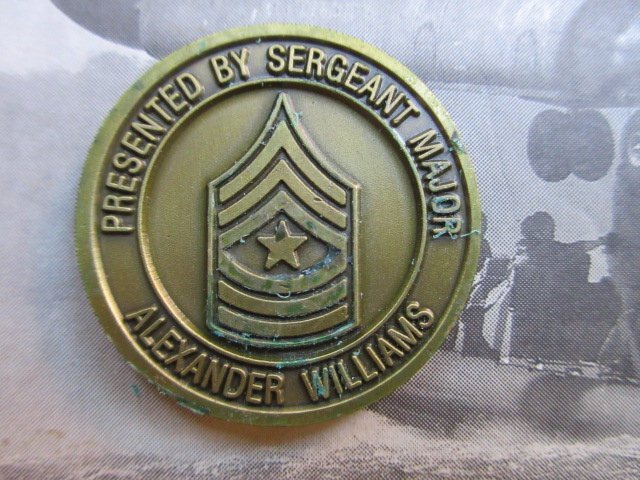 PRESENTED BY SERGEANT MAJOR
ALEXANDER WILLIAMS